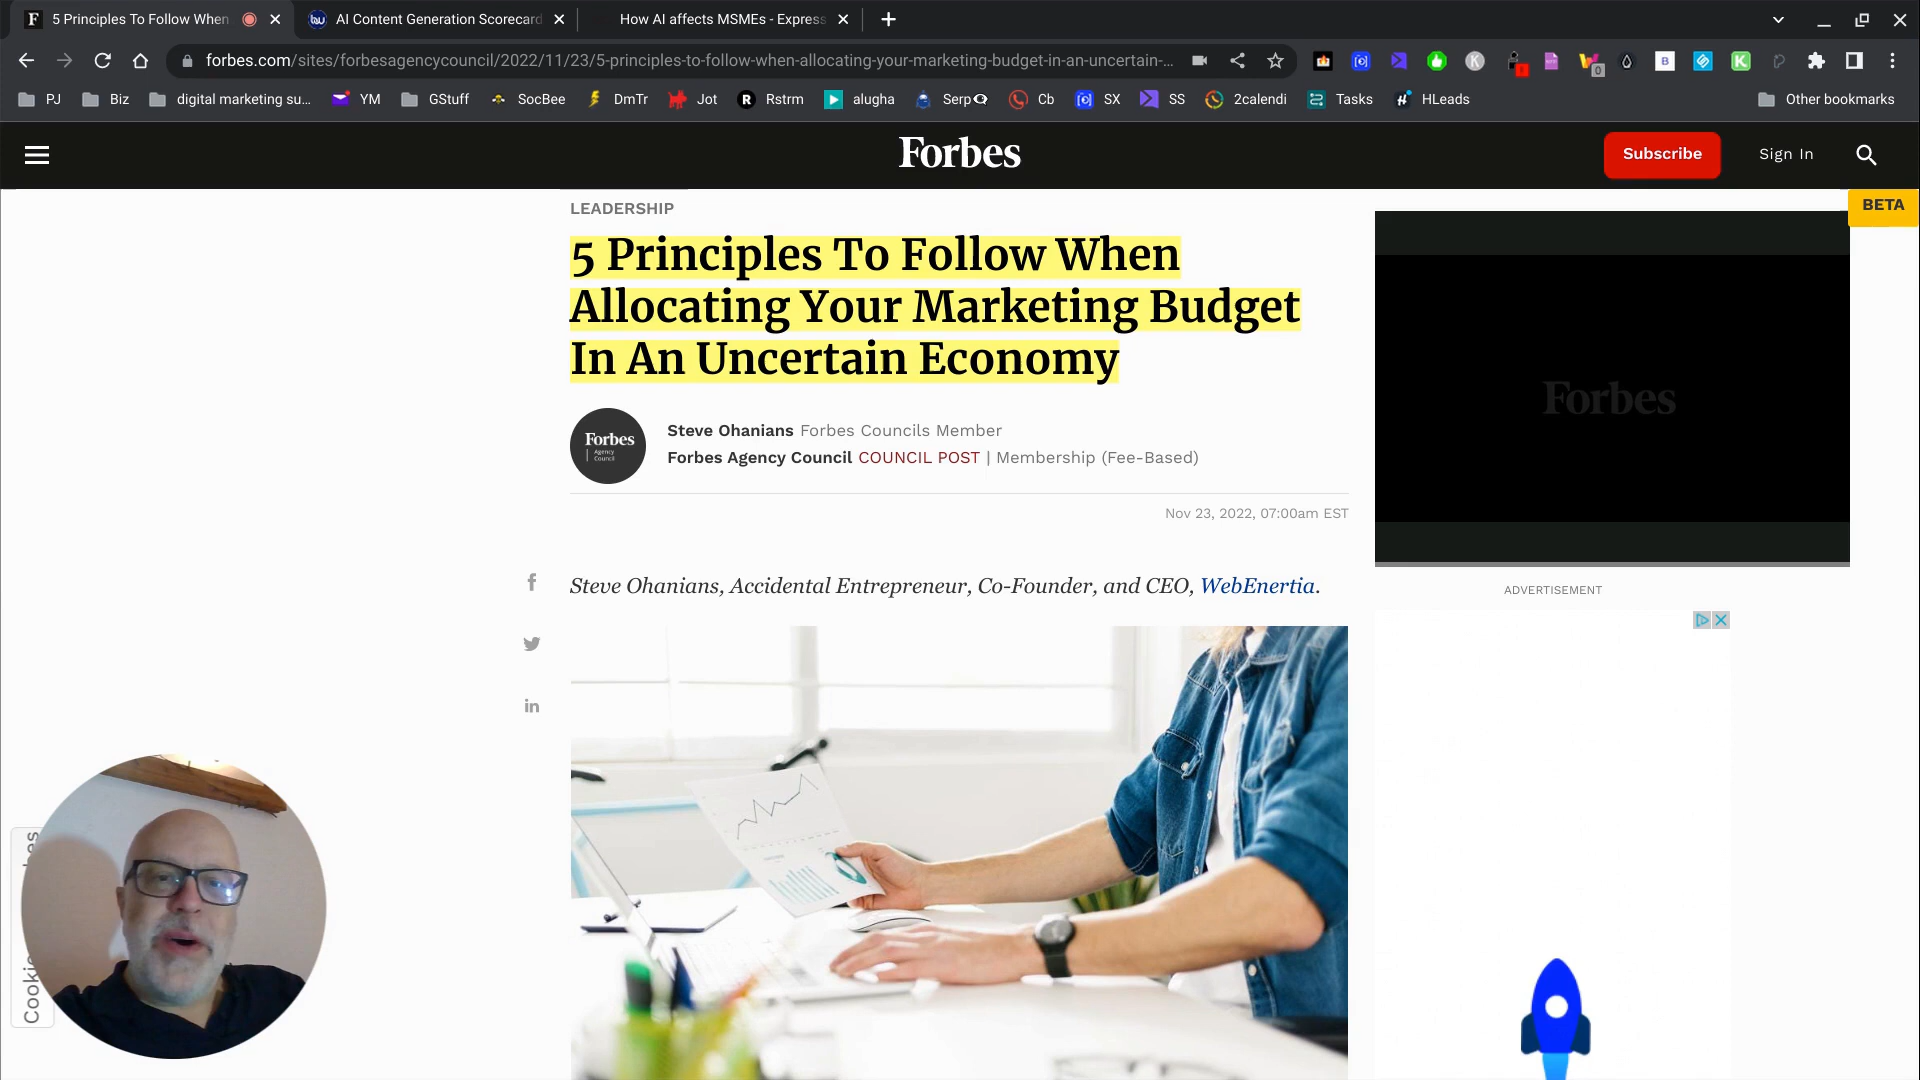 5 Principles To Follow When
AI Content Generation Scorecard
How AI affects MSMEs - Express
forbes.com/sites/forbesagencycouncil/2022/11/23/5-principles-to-follow-when-allocating-your-marketing-budget-in-an-uncertain-...
PJ
Biz
digital marketing su...
YM
GStuff
SocBee
DmTr
Jot
Rstrm
alugha
Serp
Cb
SX
SS
2calendi
Tasks
HLeads
Other bookmarks
Forbes
Subscribe
Sign In
BETA
LEADERSHIP
5 Principles To Follow When
Allocating Your Marketing Budget
In An Uncertain Economy
Forbes
Agency
Council
Steve Ohanians Forbes Councils Member
Forbes Agency Council COUNCIL POST | Membership (Fee-Based)
Nov 23, 2022, 07:00am EST
Steve Ohanians, Accidental Entrepreneur, Co-Founder, and CEO, WebEnertia.
Forbes
ADVERTISEMENT